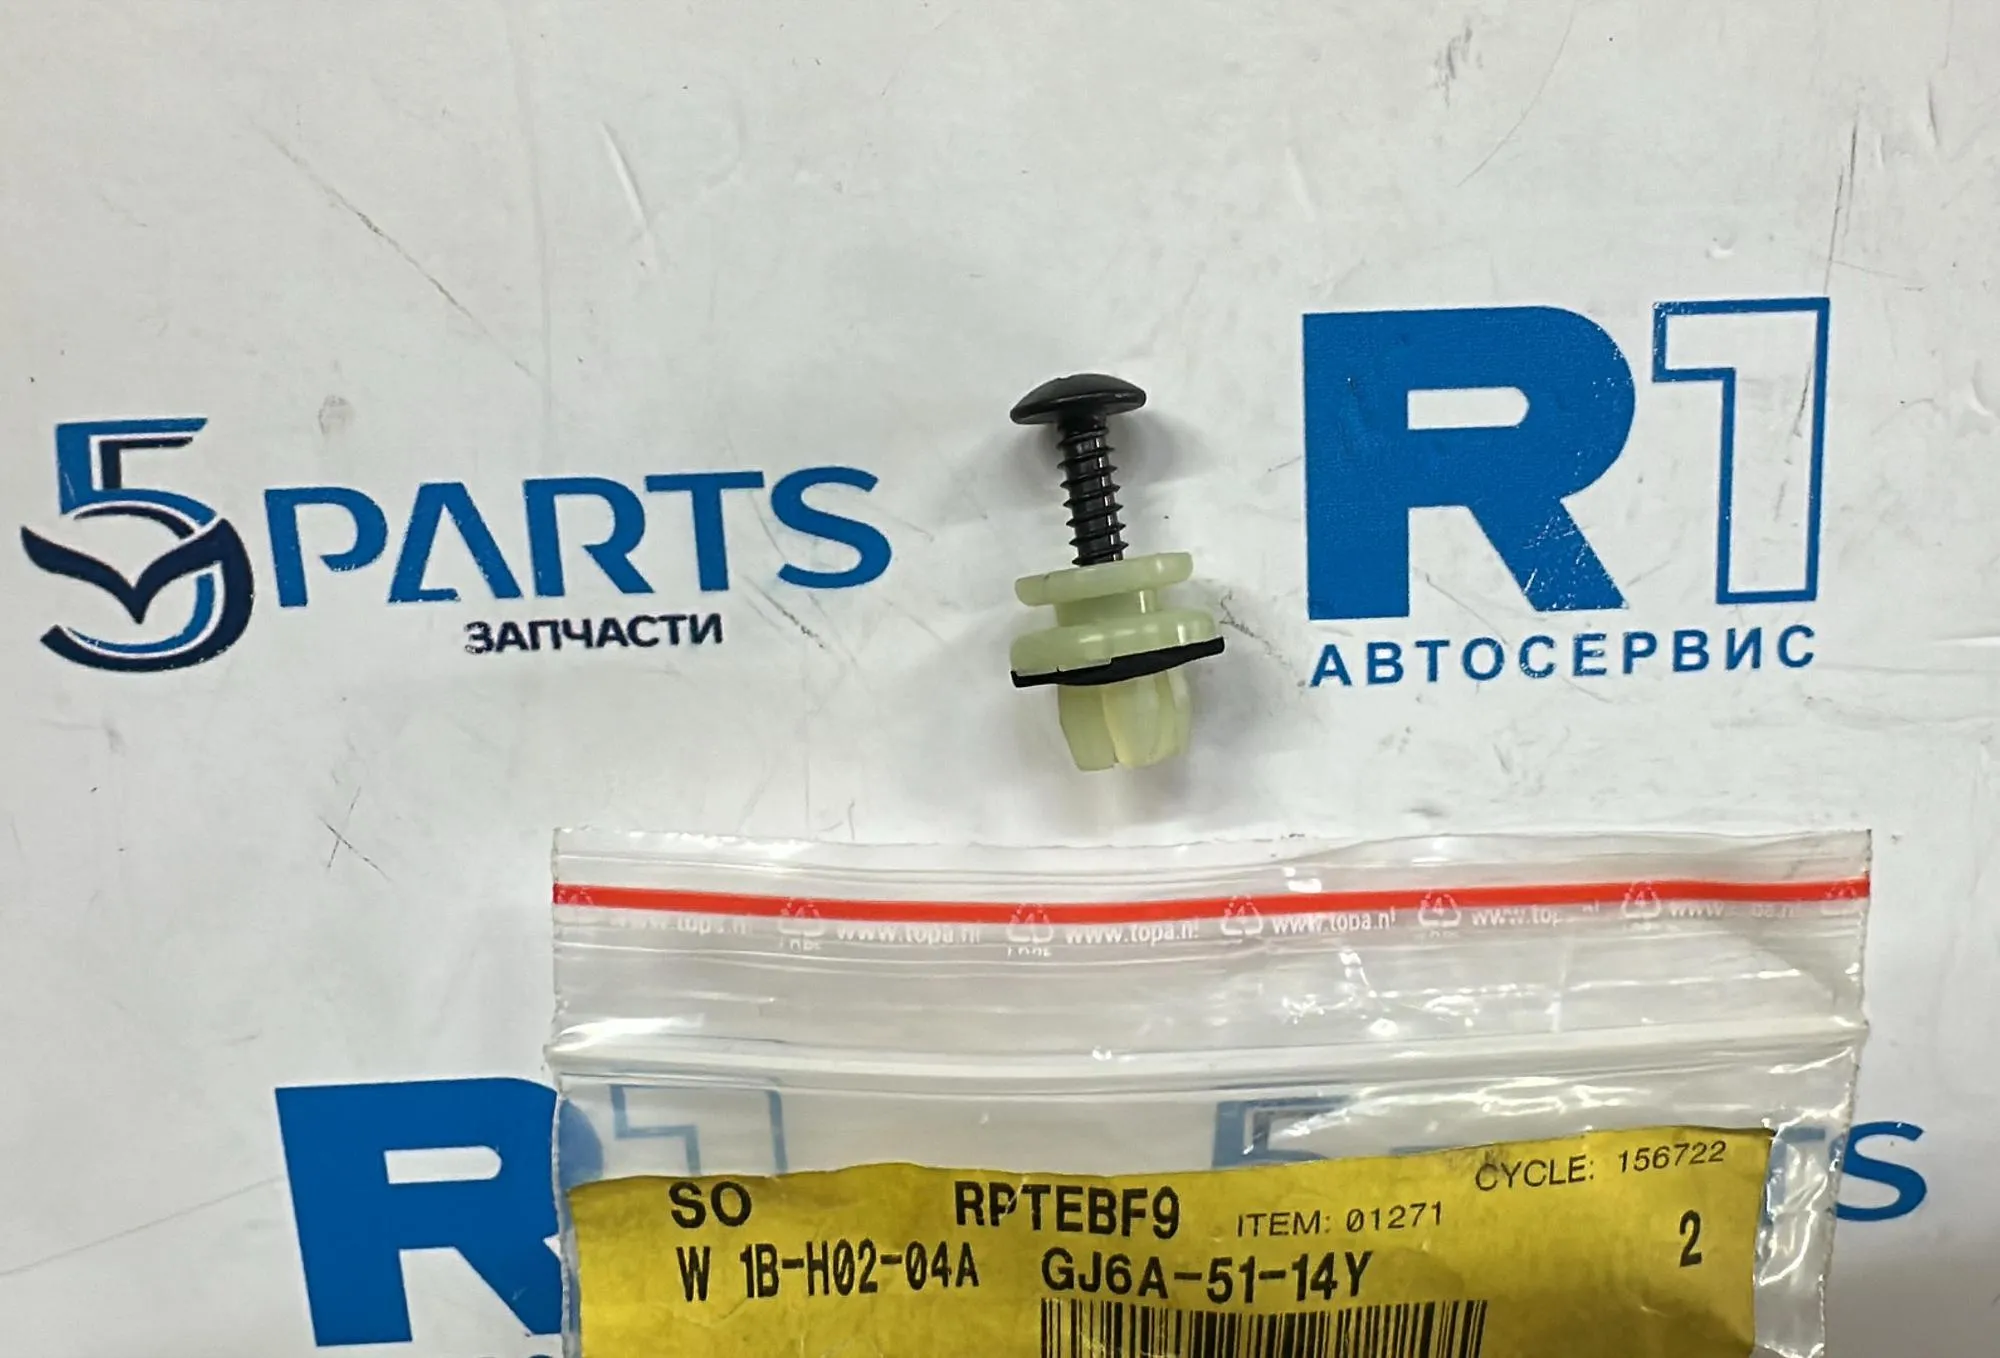 5PARTS
ЗАПЧАСТИ
R1
АВТОСЕРВИС
www.topa.nl www.topa.nl www.topa.nl
CYCLE: 156722
SO RPTEBF9 ITEM: 01271 2
W 1B-H02-04A GJ6A-51-14Y